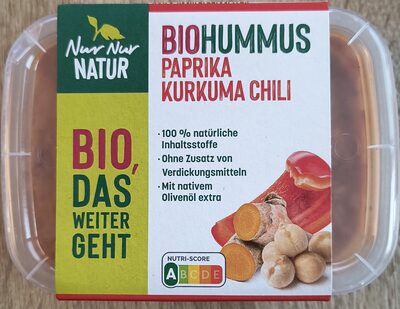 Nur Nur
NATUR
BIO,
DAS
WEITER
GEHT
BIOHUMMUS
PAPRIKA
KURKUMA CHILI
· 100 % natürliche
Inhaltsstoffe
· Ohne Zusatz von
Verdickungsmitteln
· Mit nativem
Olivenöl extra
NUTRI-SCORE
ABCDE